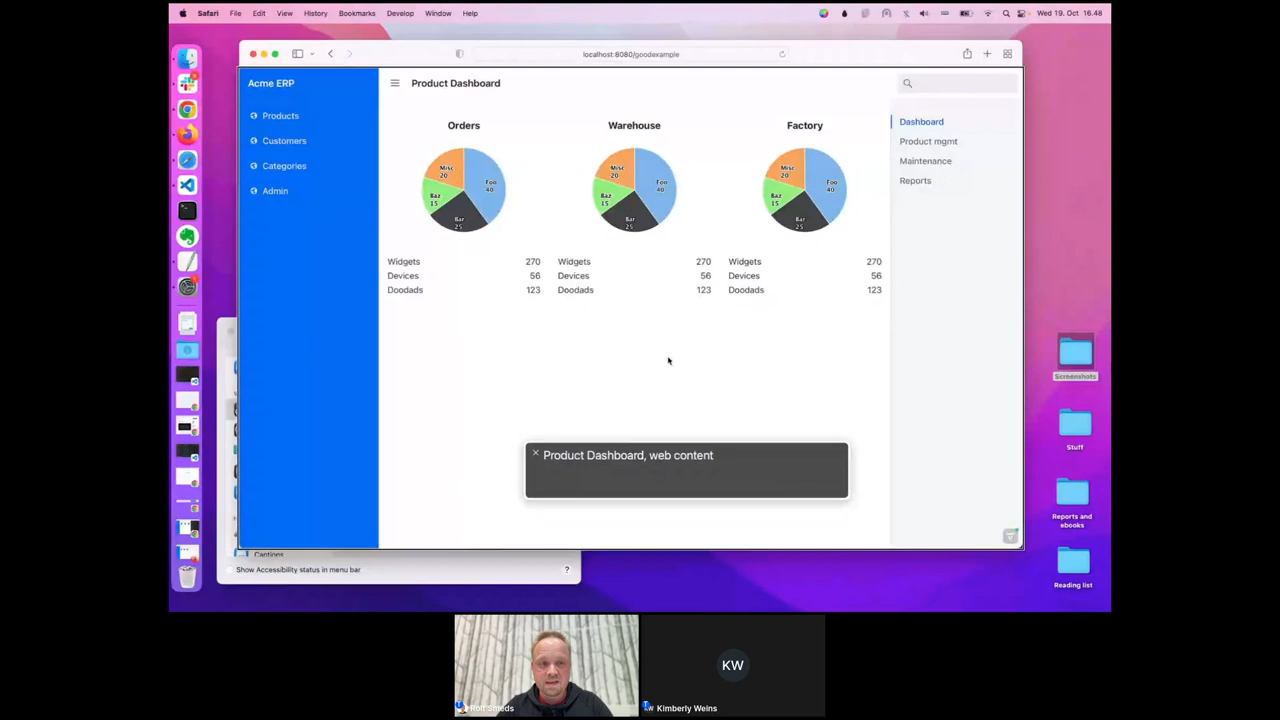 Safari File Edit View History Bookmarks Develop Window Help Wed 19. Oct 16.48
localhost:8080/goodexample
Acme ERP
Products
Customers
Categories
Admin
Product Dashboard
Orders
Misc
20
Foo
40
Baz
15
Bar
25
Widgets 270
Devices 56
Doodads 123
Warehouse
Misc
20
Foo
40
Baz
15
Bar
25
Widgets 270
Devices 56
Doodads 123
Factory
Misc
20
Foo
40
Baz
15
Bar
25
Widgets 270
Devices 56
Doodads 123
Dashboard
Product mgmt
Maintenance
Reports
Product Dashboard, web content
Captions
Show Accessibility status in menu bar ?
Screenshots
Stuff
Reports and
ebooks
Reading list
KW
Rolf Smeds
Kimberly Weins